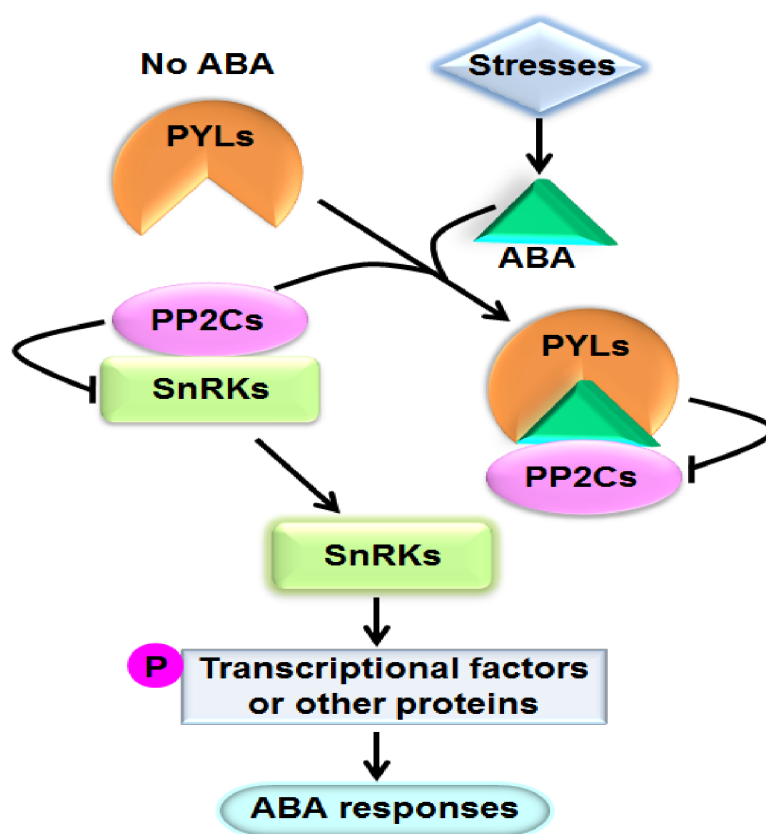 No ABA
Stresses
PYLs
ABA
PP2Cs
SnRKs
PYLs
PP2Cs
SnRKs
P
Transcriptional factors
or other proteins
ABA responses